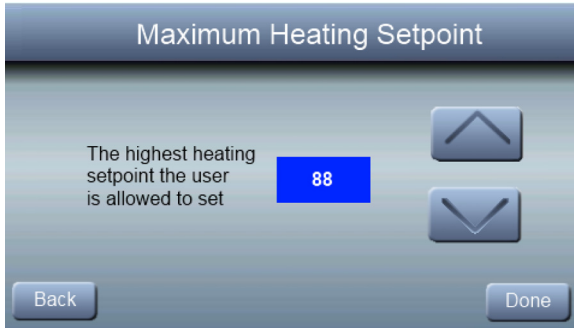 Maximum Heating Setpoint
The highest heating
setpoint the user
is allowed to set
88
Back
Done